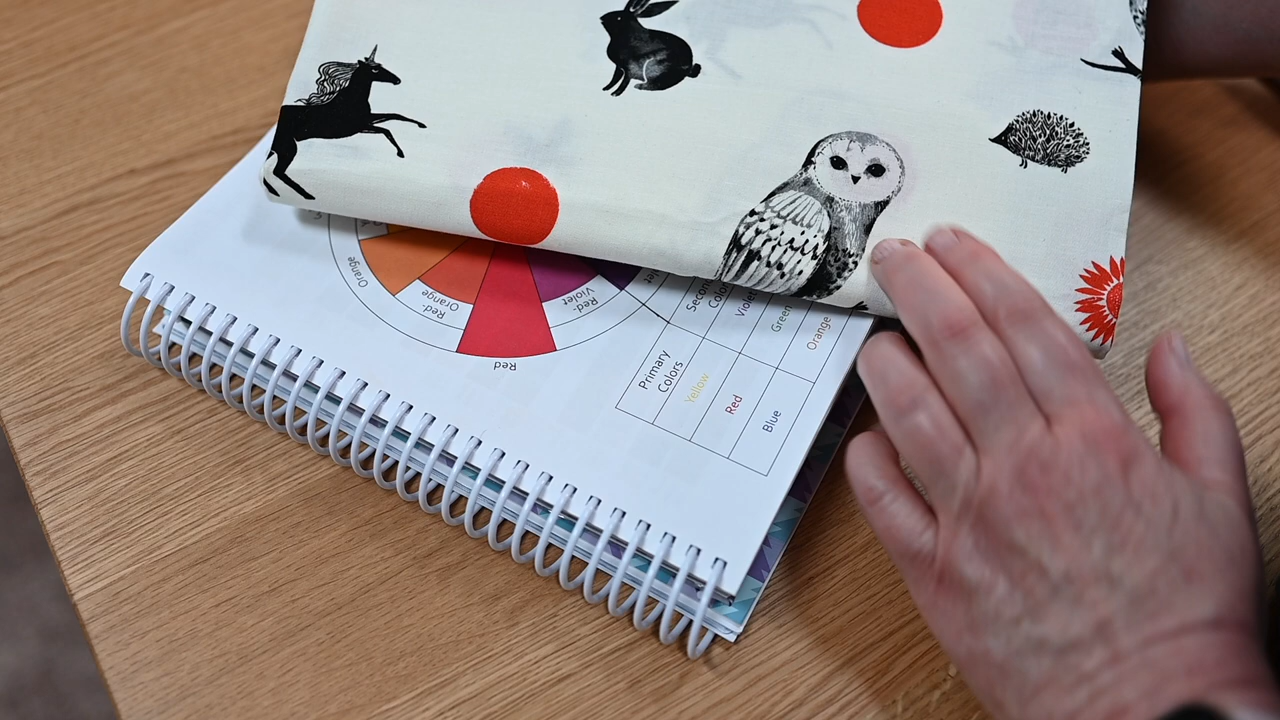 Orange
Red-
Orange
Red
Red-
Violet
Primary
Colors
Yellow
Red
Blue
Violet
Green
Orange